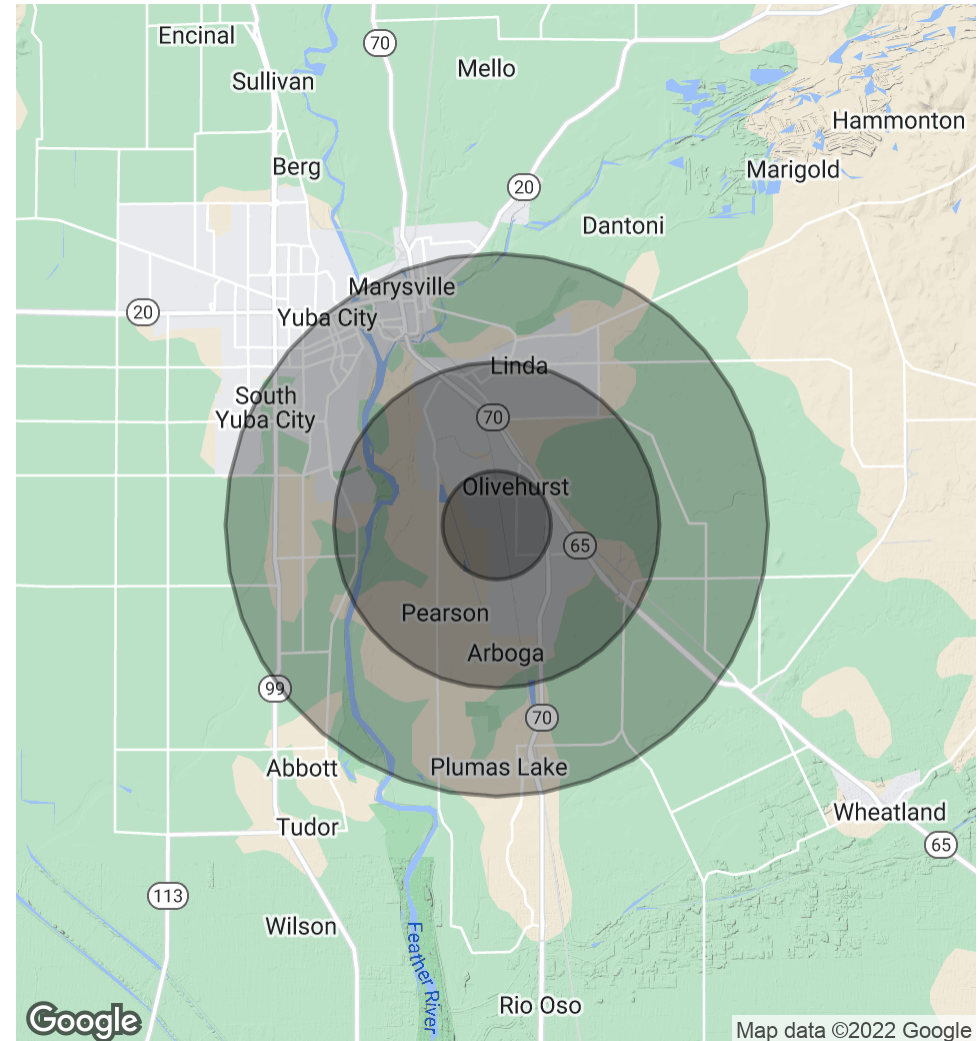 Encinal
70
Mello
Sullivan
Hammonton
Berg
Marigold
20
Dantoni
Marysville
20
Yuba City
Linda
South
Yuba City
70
Olivehurst
65
Pearson
Arboga
99
70
Abbott
Plumas Lake
Wheatland
Tudor
65
113
Wilson
Feather River
Rio Oso
Google
Map data ©2022 Google